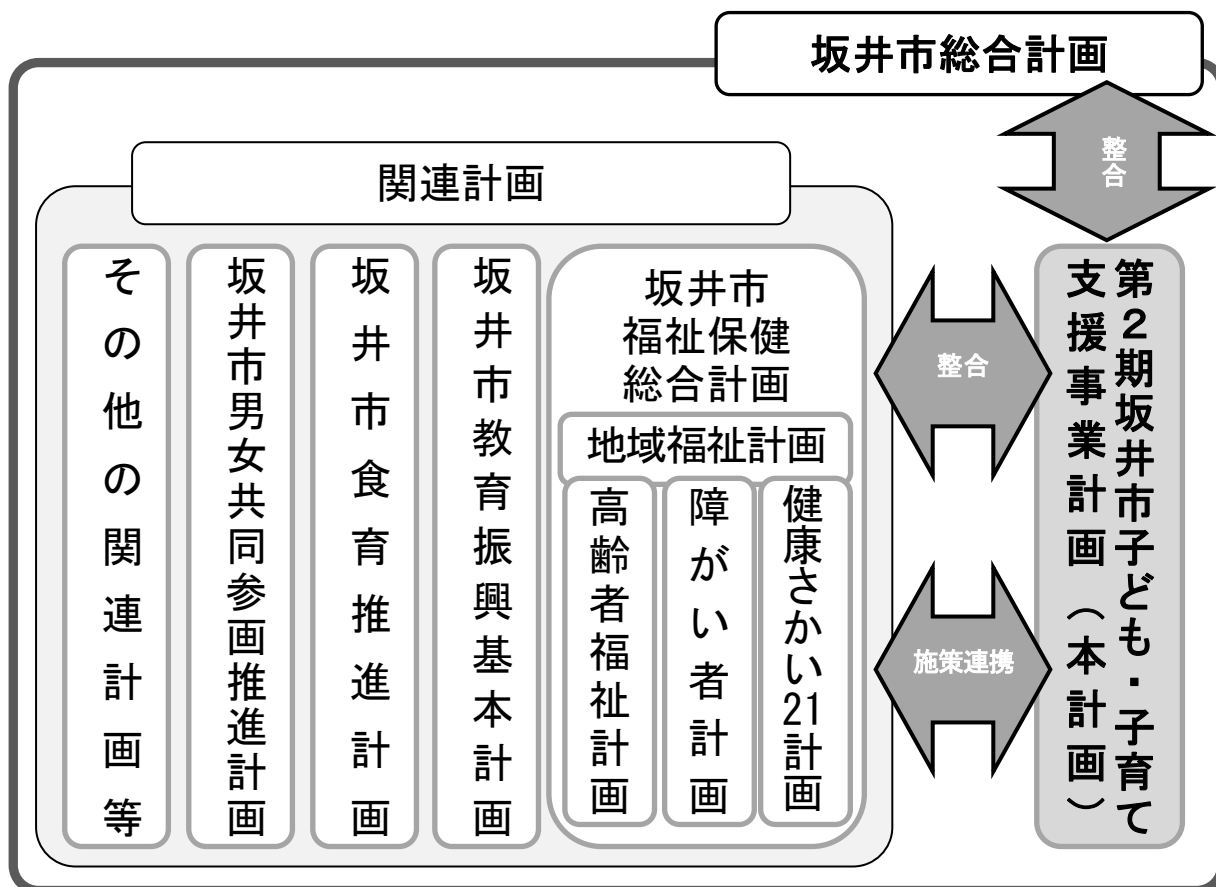 坂井市総合計画
整合
関連計画
第２期坂井市子ども・子育て
支援事業計画（本計画）
整合
施策連携
坂井市
福祉保健
総合計画
地域福祉計画
健康さかい21計画
障がい者計画
高齢者福祉計画
坂井市教育振興基本計画
坂井市食育推進計画
坂井市男女共同参画推進計画
その他の関連計画等